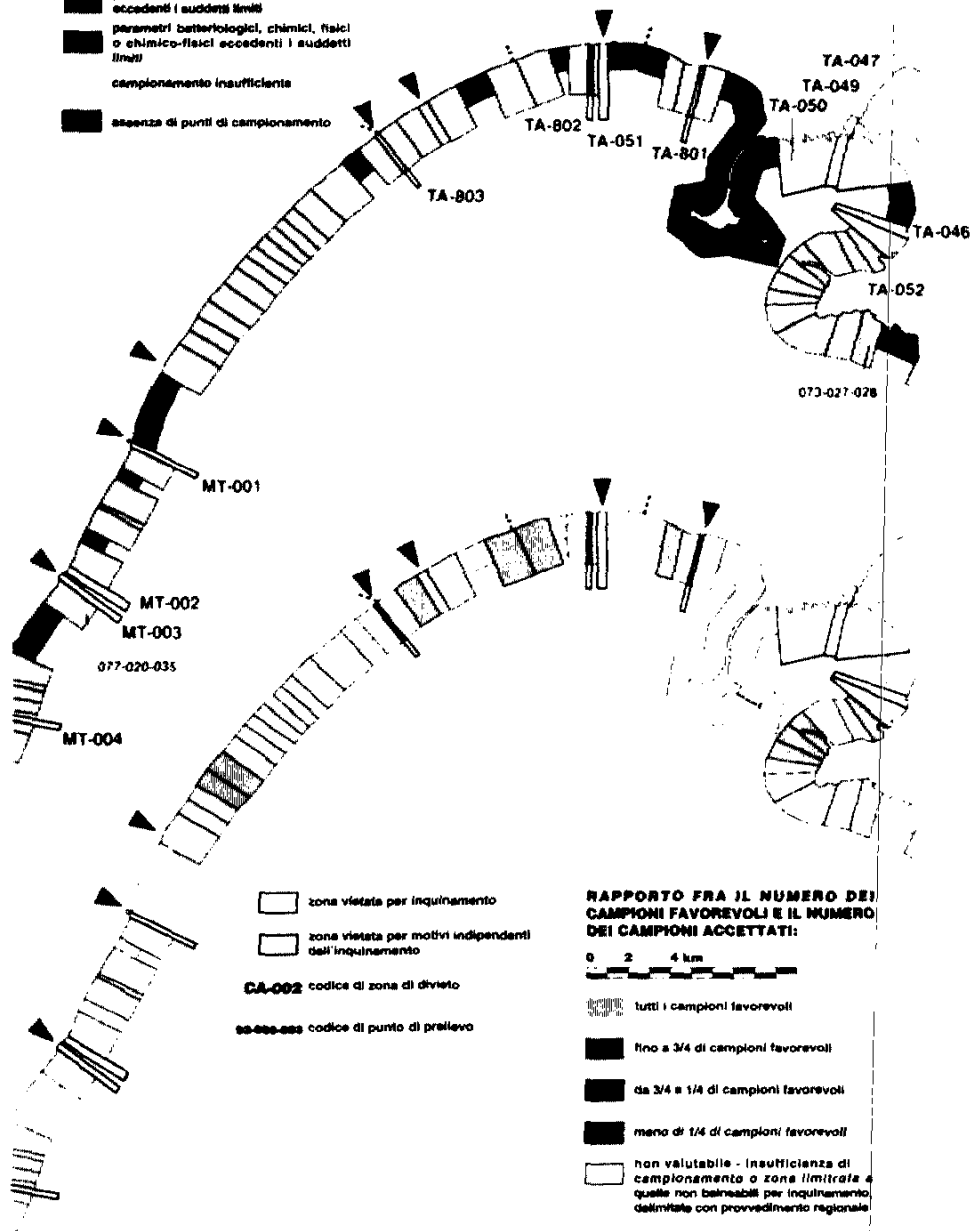 eccedenti i suddetti limiti
parametri batteriologici, chimici, fisici
o chimico-fisici eccedenti i suddetti
limiti
campionamento insufficiente
assenza di punti di campionamento
TA-047
TA-049
TA-050
TA-802
TA-051
TA-801
TA-803
TA-046
TA-052
073-027-028
MT-001
MT-002
MT-003
077-020-035
MT-004
zona vietata per inquinamento
zona vietata per motivi indipendenti
dell'inquinamento
CA-002 codice di zona di divieto
codice di punto di prelievo
RAPPORTO FRA IL NUMERO DEI
CAMPIONI FAVOREVOLI E IL NUMERO
DEI CAMPIONI ACCETTATI:
0 2 4 km
tutti i campioni favorevoli
fino a 3/4 di campioni favorevoli
da 3/4 a 1/4 di campioni favorevoli
meno di 1/4 di campioni favorevoli
non valutabile - insufficienza di
campionamento o zona limitrata a
quelle non balneabili per inquinamento
delimitate con provvedimento regionale